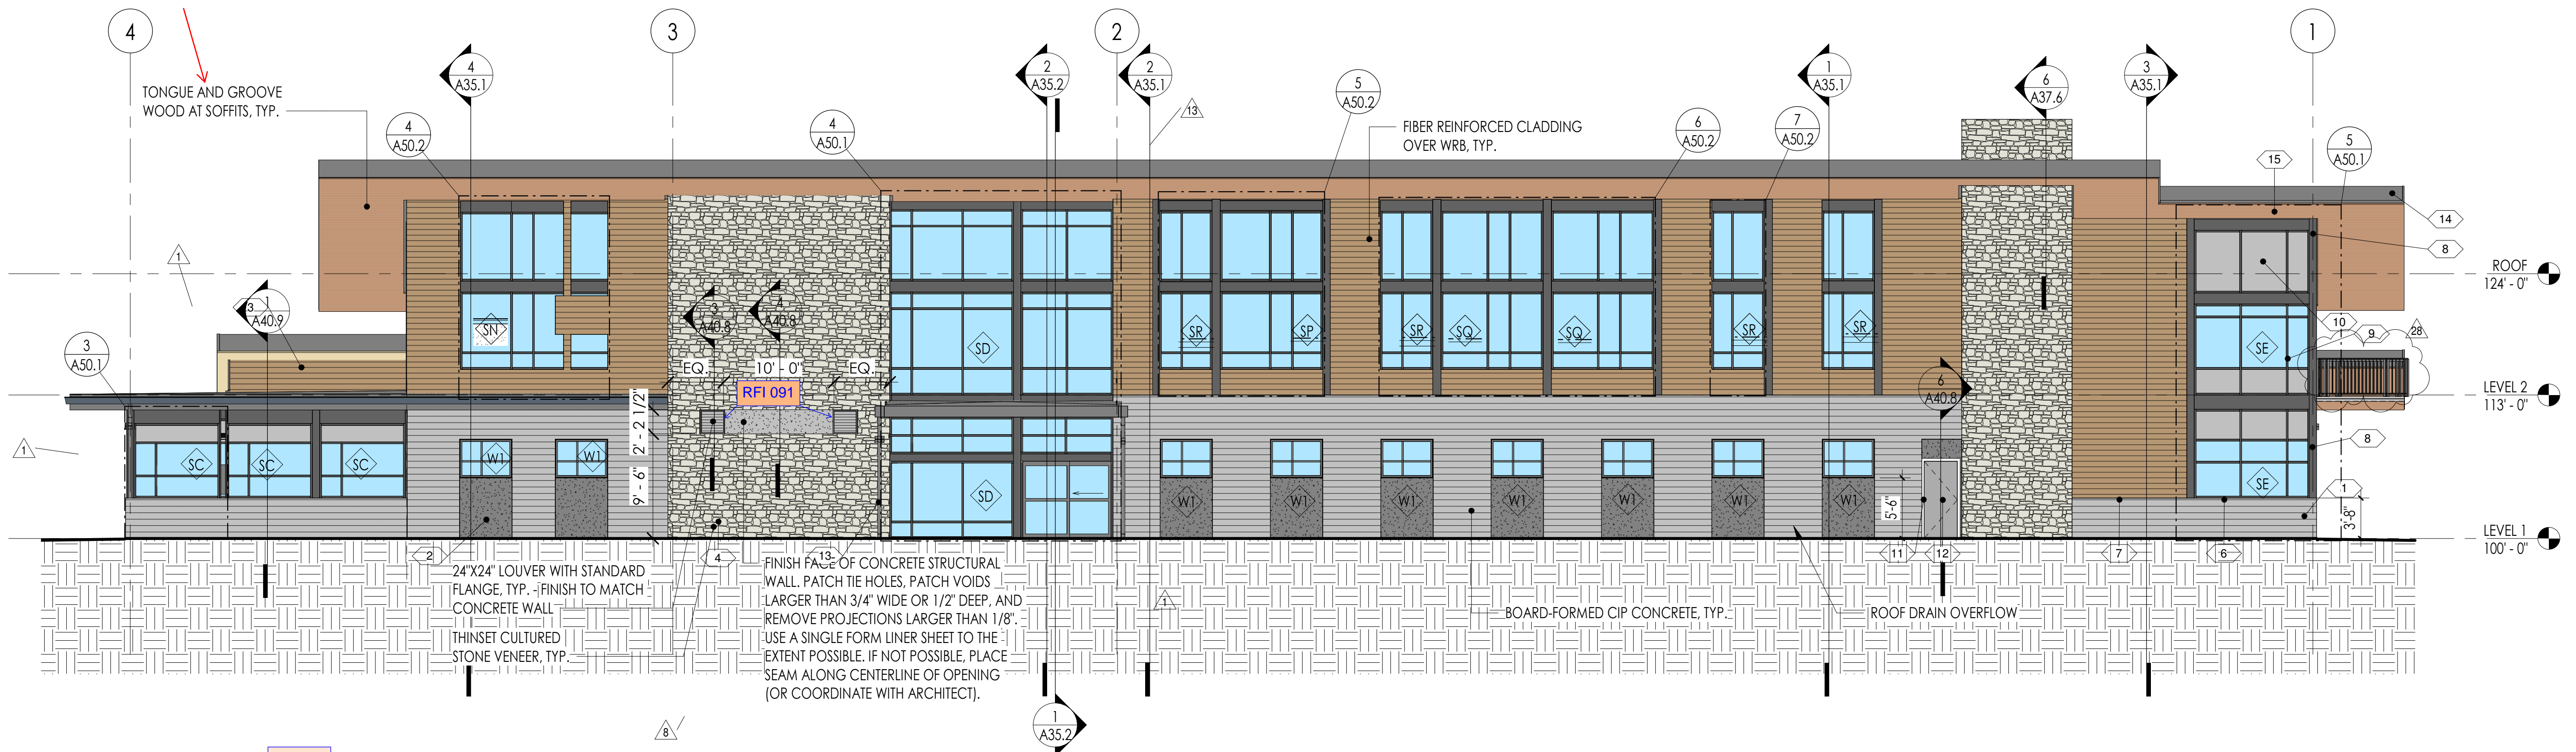 4
3
2
1
4
A35.1
2
A35.2
2
A35.1
1
A35.1
6
A37.6
3
A35.1
TONGUE AND GROOVE
WOOD AT SOFFITS, TYP.
4
A50.2
4
A50.1
13
5
A50.2
FIBER REINFORCED CLADDING
OVER WRB, TYP.
6
A50.2
7
A50.2
15
5
A50.1
14
8
1
ROOF
124' - 0"
3
1
A40.9
3
A40.8
4
A40.8
SN
SD
SR
SP
SR
SQ
SQ
SR
SR
10
9
28
SE
3
A50.1
EQ.
10' - 0"
EQ.
RFI 091
6
A40.8
LEVEL 2
113' - 0"
2' - 2 1/2"
9' - 6"
8
1
SC
SC
SC
W1
W1
SD
W1
W1
W1
W1
W1
W1
W1
5'-6"
SE
1
3'-8"
LEVEL 1
100' - 0"
2
4
13
11
12
7
6
24"X24" LOUVER WITH STANDARD
FLANGE, TYP. - FINISH TO MATCH
CONCRETE WALL
THINSET CULTURED
STONE VENEER, TYP.
FINISH FACE OF CONCRETE STRUCTURAL
WALL. PATCH TIE HOLES, PATCH VOIDS
LARGER THAN 3/4" WIDE OR 1/2" DEEP, AND
REMOVE PROJECTIONS LARGER THAN 1/8".
USE A SINGLE FORM LINER SHEET TO THE
EXTENT POSSIBLE. IF NOT POSSIBLE, PLACE
SEAM ALONG CENTERLINE OF OPENING
(OR COORDINATE WITH ARCHITECT).
1
BOARD-FORMED CIP CONCRETE, TYP.
ROOF DRAIN OVERFLOW
8
1
A35.2